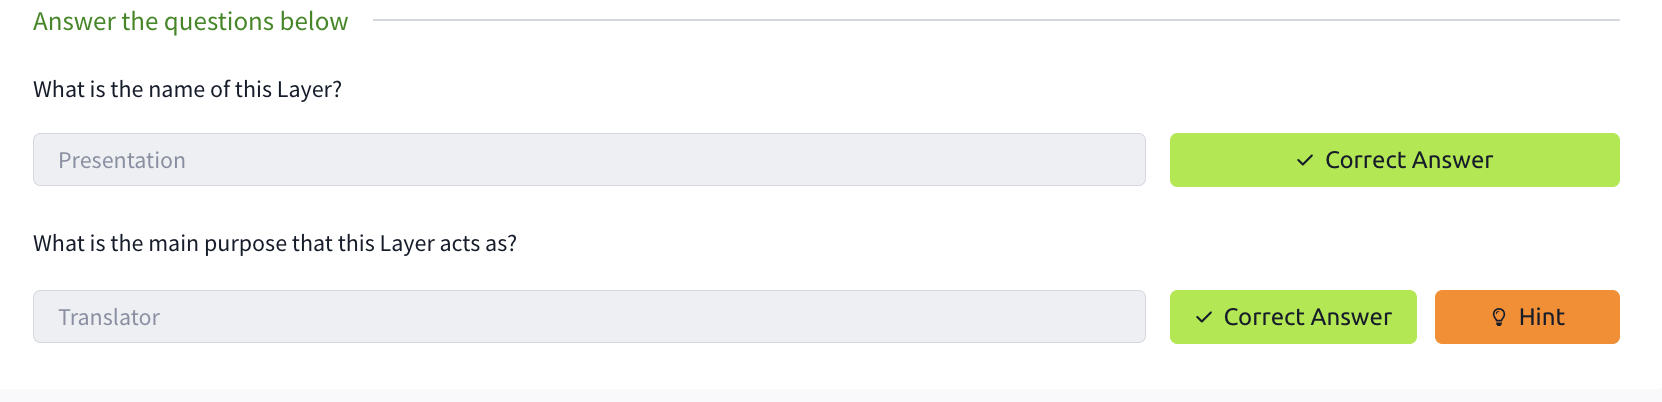 Answer the questions below
What is the name of this Layer?
Presentation
Correct Answer
What is the main purpose that this Layer acts as?
Translator
Correct Answer
Hint